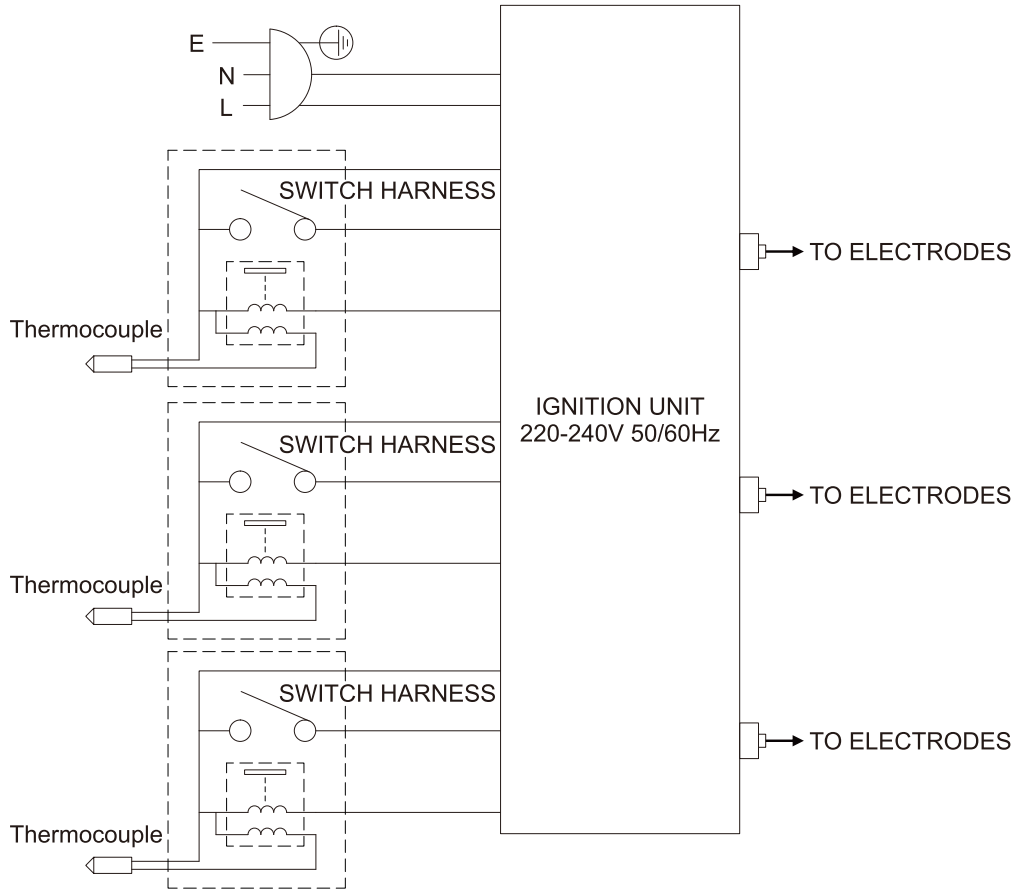 E
N
L
SWITCH HARNESS
TO ELECTRODES
Thermocouple
IGNITION UNIT
220-240V 50/60Hz
SWITCH HARNESS
TO ELECTRODES
Thermocouple
SWITCH HARNESS
TO ELECTRODES
Thermocouple